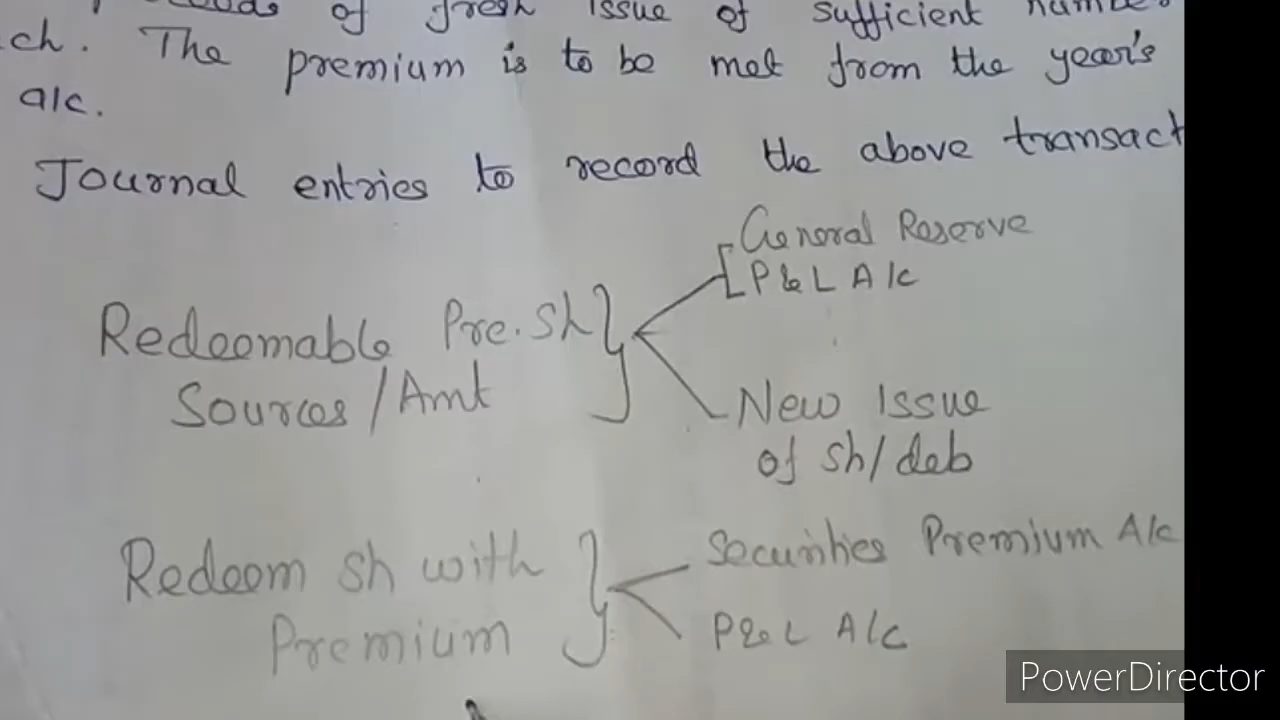 of fresh issue of sufficient
ch. The premium is to be met from the year's
a/c.
Journal entries to record the above transact
General Reserve
P&L A/c
Redeemable Pre.Sh
Sources/Amt
New Issue
of sh/deb
Redeem sh with
Premium
Securities Premium A/c
P&L A/c
PowerDirector